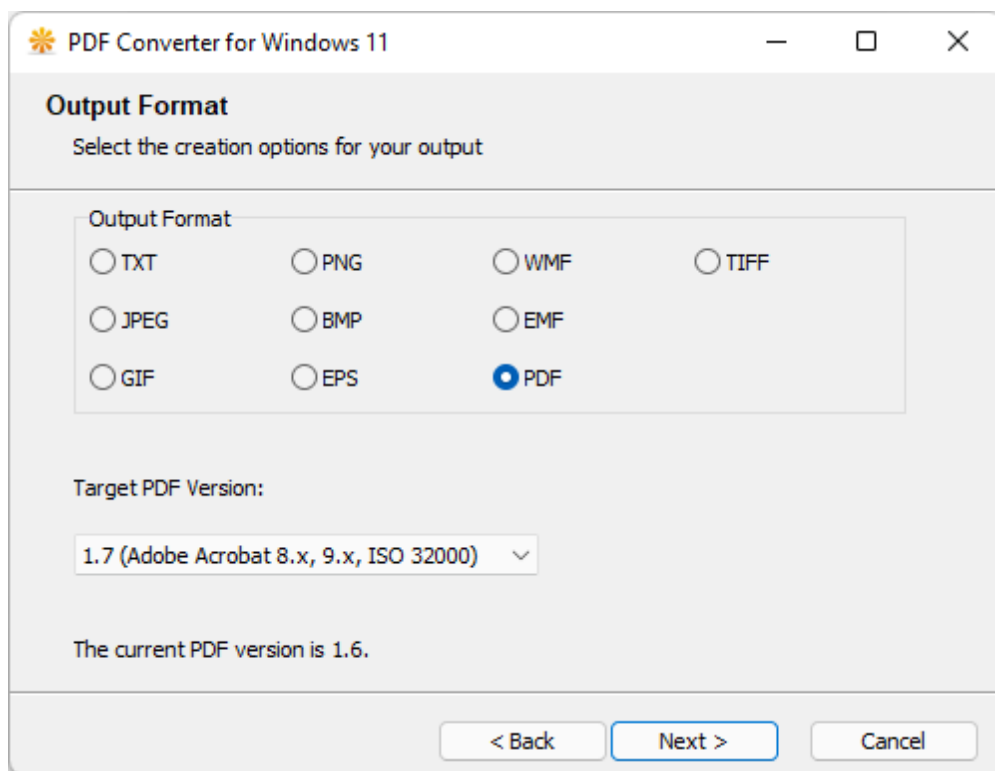 PDF Converter for Windows 11
Output Format
Select the creation options for your output
Output Format
TXT PNG WMF TIFF
JPEG BMP EMF
GIF EPS PDF
Target PDF Version:
1.7 (Adobe Acrobat 8.x, 9.x, ISO 32000)
The current PDF version is 1.6.
< Back Next > Cancel